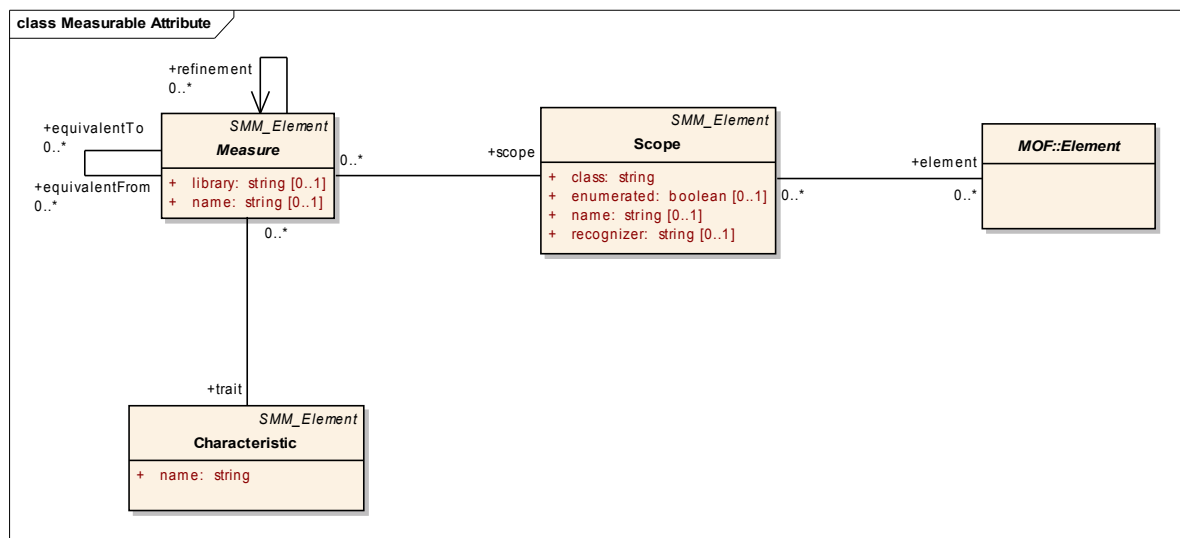 class Measurable Attribute
+refinement
0..*
+equivalentTo
0..*
+equivalentFrom
0..*
SMM_Element
Measure
+ library: string [0..1]
+ name: string [0..1]
0..*
0..*
+scope
SMM_Element
Scope
+ class: string
+ enumerated: boolean [0..1]
+ name: string [0..1]
+ recognizer: string [0..1]
0..*
+element
0..*
MOF::Element
+trait
SMM_Element
Characteristic
+ name: string